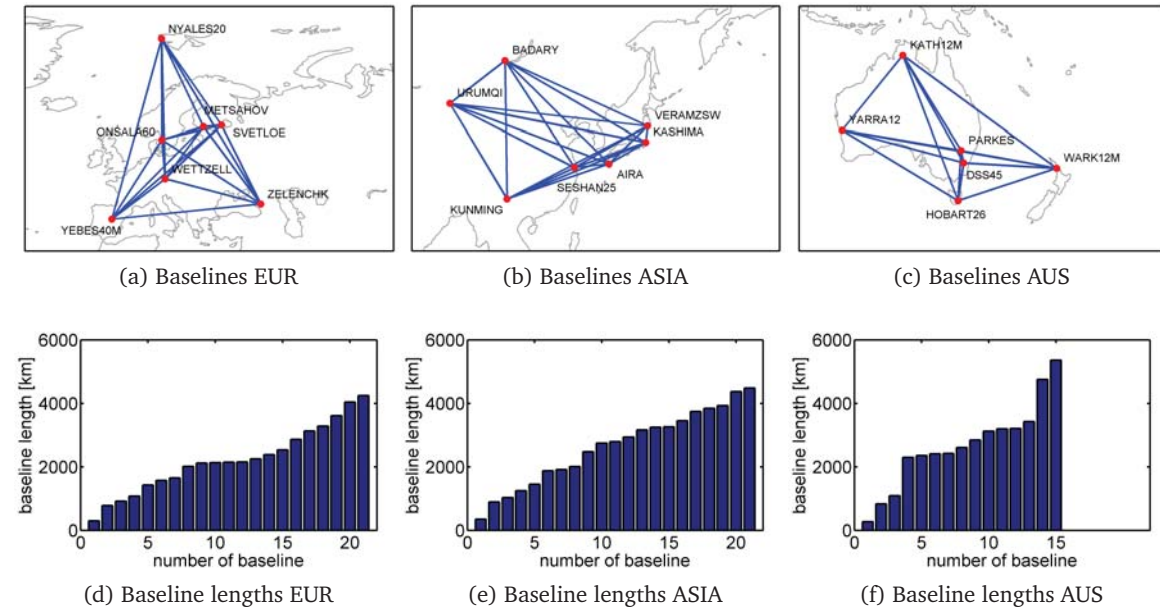 NYALES20
METSAHOV
ONSALA60
SVETLOE
WETTZELL
ZELENCHK
YEBES40M
(a) Baselines EUR
BADARY
URUMQI
VERAMZSW
KASHIMA
AIRA
SESHAN25
KUNMING
(b) Baselines ASIA
KATH12M
YARRA12
PARKES
WARK12M
DSS45
HOBART26
(c) Baselines AUS
6000
4000
2000
0
baseline length [km]
0 5 10 15 20
number of baseline
(d) Baseline lengths EUR
6000
4000
2000
0
baseline length [km]
0 5 10 15 20
number of baseline
(e) Baseline lengths ASIA
6000
4000
2000
0
baseline length [km]
0 5 10 15
number of baseline
(f) Baseline lengths AUS